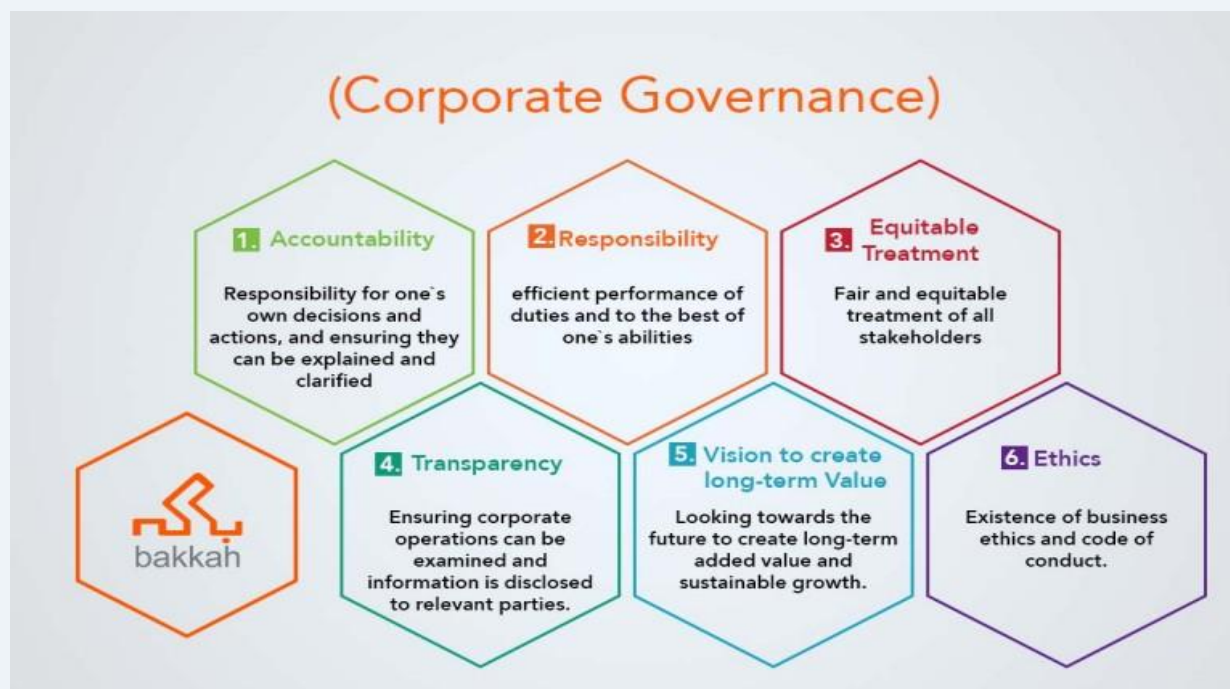 (Corporate Governance)
1. Accountability
Responsibility for one`s
own decisions and
actions, and ensuring they
can be explained and
clarified
2. Responsibility
efficient performance of
duties and to the best of
one`s abilities
3. Equitable
Treatment
Fair and equitable
treatment of all
stakeholders
بكه
bakkah
4. Transparency
Ensuring corporate
operations can be
examined and
information is disclosed
to relevant parties.
5. Vision to create
long-term Value
Looking towards the
future to create long-term
added value and
sustainable growth.
6. Ethics
Existence of business
ethics and code of
conduct.